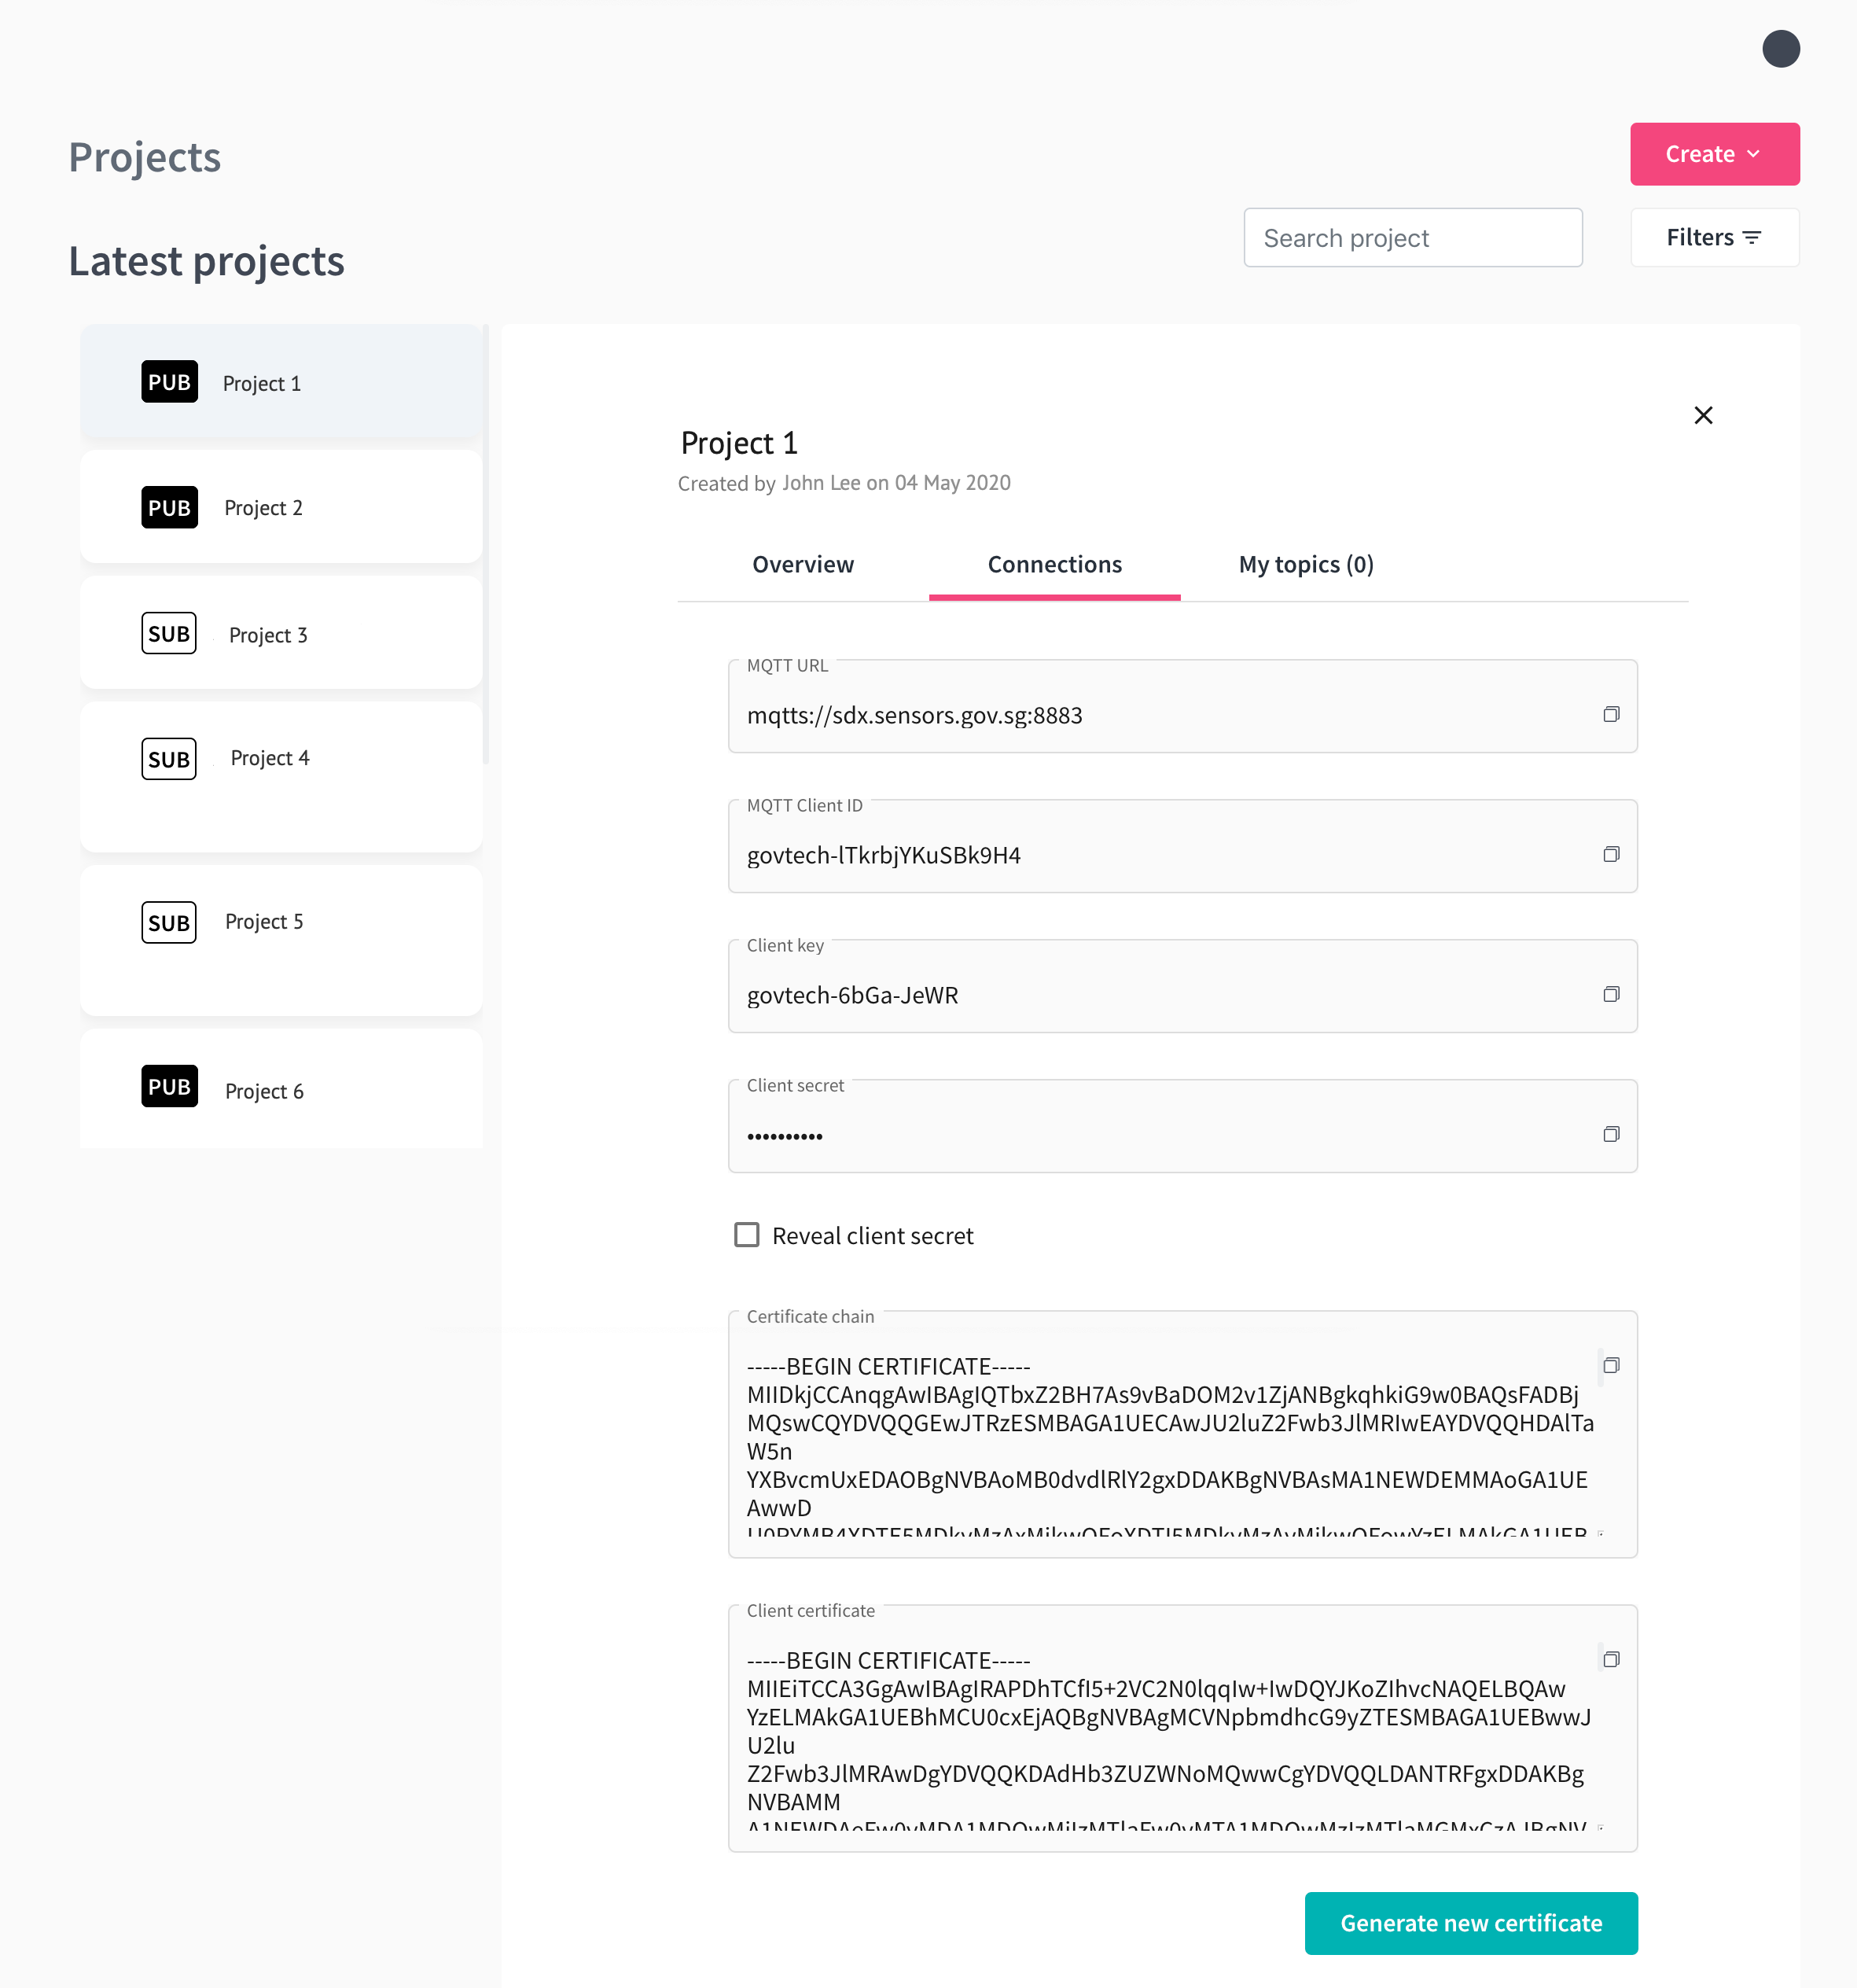 Projects
Create
Latest projects
Search project
Filters
PUB Project 1
PUB Project 2
SUB Project 3
SUB Project 4
SUB Project 5
PUB Project 6
Project 1
Created by John Lee on 04 May 2020
Overview Connections My topics (0)
MQTT URL
mqtts://sdx.sensors.gov.sg:8883
MQTT Client ID
govtech-lTkrbjYKuSBk9H4
Client key
govtech-6bGa-JeWR
Client secret
••••••••••
Reveal client secret
Certificate chain
-----BEGIN CERTIFICATE-----
MIIDkjCCAnqgAwIBAgIQTbxZ2BH7As9vBaDOM2v1ZjANBgkqhkiG9w0BAQsFADBj
MQswCQYDVQQGEwJTRzESMBAGA1UECAwJU2luZ2Fwb3JlMRIwEAYDVQQHDAlTa
W5n
YXBvcmUxEDAOBgNVBAoMB0dvdlRlY2gxDDAKBgNVBAsMA1NEWDEMMAoGA1UE
AwwD
Client certificate
-----BEGIN CERTIFICATE-----
MIIEiTCCA3GgAwIBAgIRAPDhTCfI5+2VC2N0lqqIw+IwDQYJKoZIhvcNAQELBQAw
YzELMAkGA1UEBhMCU0cxEjAQBgNVBAgMCVNpbmdhcG9yZTESMBAGA1UEBwwJ
U2lu
Z2Fwb3JlMRAwDgYDVQQKDAdHb3ZUZWNoMQwwCgYDVQQLDANTRFgxDDAKBg
NVBAMM
Generate new certificate